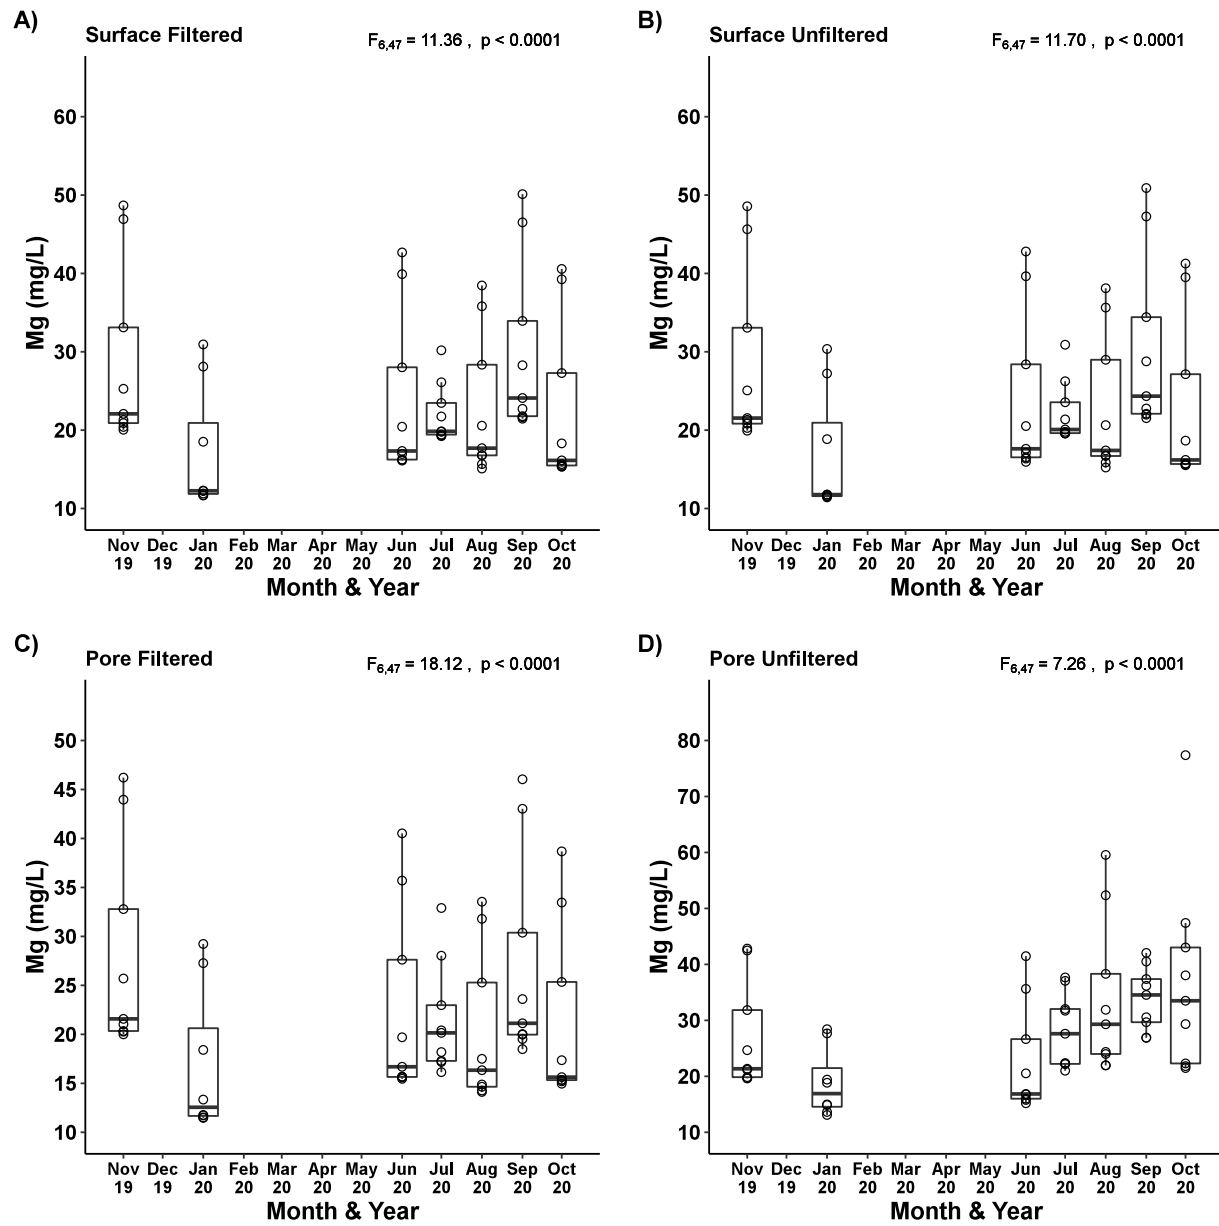 A)
Surface Filtered
F6,47 = 11.36 , p < 0.0001
Mg (mg/L)
60
50
40
30
20
10
Nov Dec Jan Feb Mar Apr May Jun Jul Aug Sep Oct
19 19 20 20 20 20 20 20 20 20 20 20
Month & Year
B)
Surface Unfiltered
F6,47 = 11.70 , p < 0.0001
Mg (mg/L)
60
50
40
30
20
10
Nov Dec Jan Feb Mar Apr May Jun Jul Aug Sep Oct
19 19 20 20 20 20 20 20 20 20 20 20
Month & Year
C)
Pore Filtered
F6,47 = 18.12 , p < 0.0001
Mg (mg/L)
50
45
40
35
30
25
20
15
10
Nov Dec Jan Feb Mar Apr May Jun Jul Aug Sep Oct
19 19 20 20 20 20 20 20 20 20 20 20
Month & Year
D)
Pore Unfiltered
F6,47 = 7.26 , p < 0.0001
Mg (mg/L)
80
70
60
50
40
30
20
10
Nov Dec Jan Feb Mar Apr May Jun Jul Aug Sep Oct
19 19 20 20 20 20 20 20 20 20 20 20
Month & Year